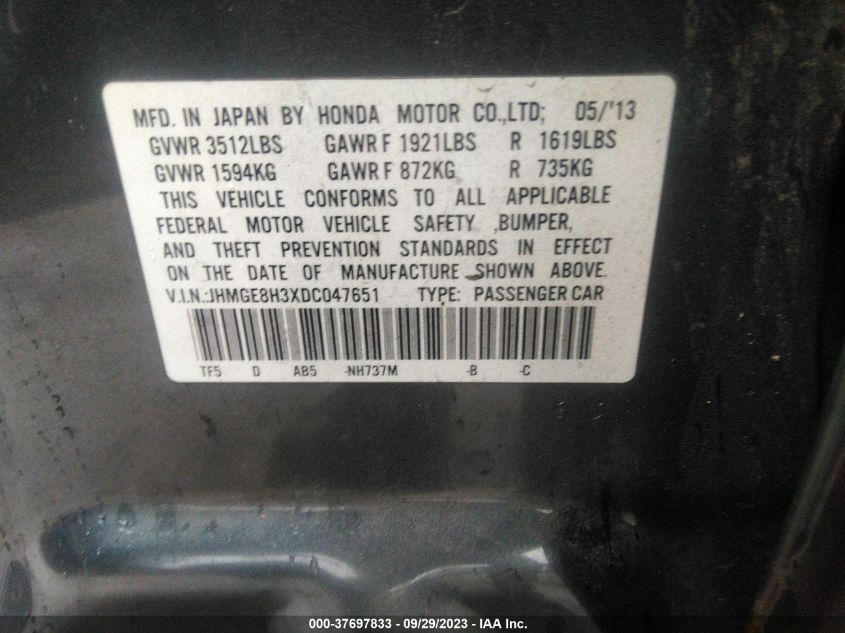 MFD. IN JAPAN BY HONDA MOTOR CO.,LTD; 05/'13
GVWR 3512LBS GAWR F 1921LBS R 1619LBS
GVWR 1594KG GAWR F 872KG R 735KG
THIS VEHICLE CONFORMS TO ALL APPLICABLE
FEDERAL MOTOR VEHICLE SAFETY ,BUMPER,
AND THEFT PREVENTION STANDARDS IN EFFECT
ON THE DATE OF MANUFACTURE SHOWN ABOVE.
V.I.N.:JHMGE8H3XDC047651 TYPE: PASSENGER CAR
TF5 D AB5 -NH737M -B -C
000-37697833 - 09/29/2023 - IAA Inc.